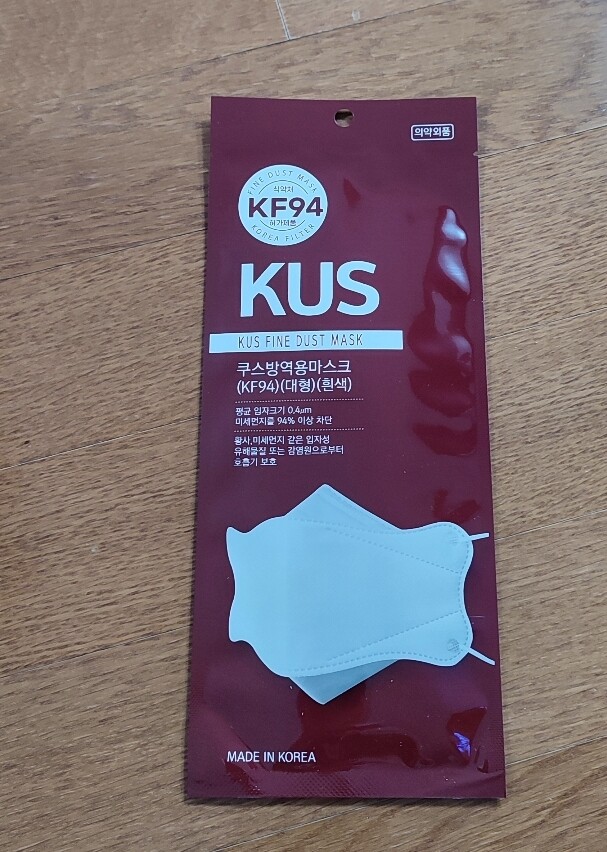 의약외품
FINE DUST MASK
식약처
KF94
허가제품
KOREA FILTER
KUS
KUS FINE DUST MASK
쿠스방역용마스크
(KF94)(대형)(흰색)
평균 입자크기 0.4㎛
미세먼지를 94% 이상 차단
황사,미세먼지 같은 입자성
유해물질 또는 감염원으로부터
호흡기 보호
MADE IN KOREA